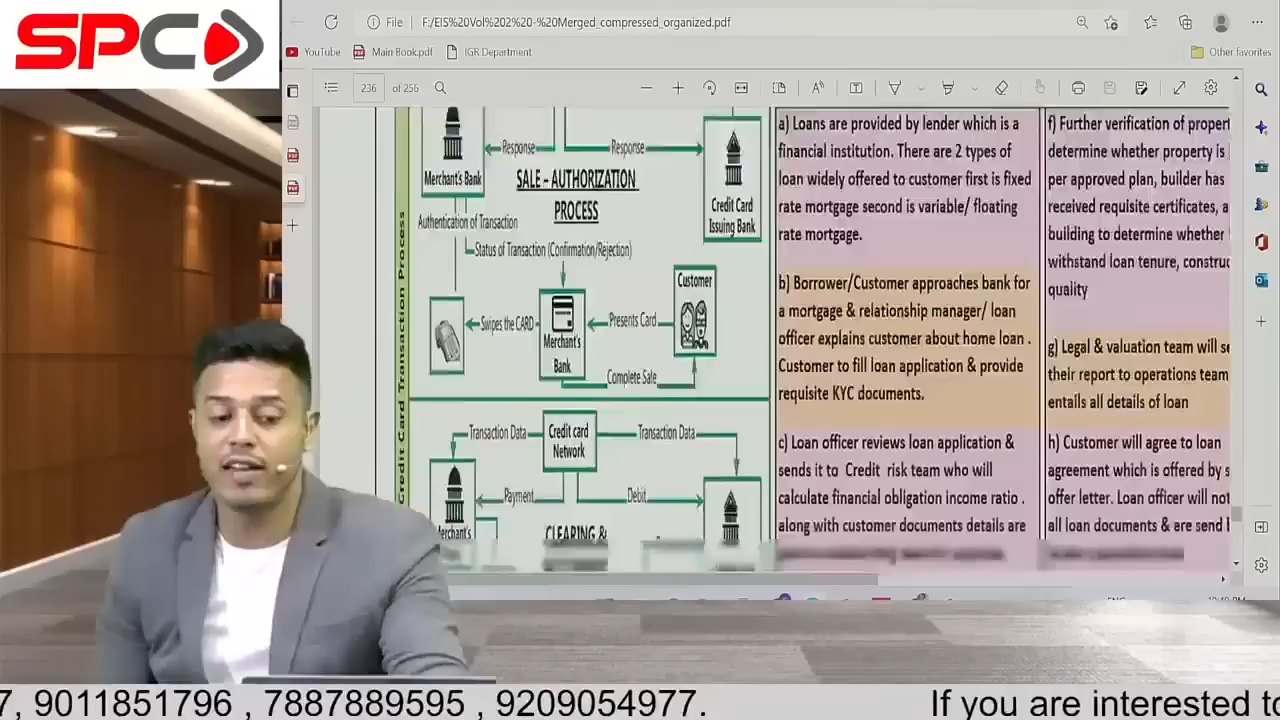 SPC
File
F:/EIS%20Vol%202%20-%20Merged_compressed_organized.pdf
YouTube
Main Book.pdf
IGR Department
Other favorites
236
of 256
Credit Card Transaction Process
Response
Response
Merchant's Bank
SALE – AUTHORIZATION
PROCESS
Credit Card
Issuing Bank
Authentication of Transaction
Status of Transaction (Confirmation/Rejection)
Customer
Swipes the CARD
Merchant's
Bank
Presents Card
Complete Sale
Transaction Data
Credit card
Network
Transaction Data
Payment
Debit
Merchant's
CLEARING &
a) Loans are provided by lender which is a
financial institution. There are 2 types of
loan widely offered to customer first is fixed
rate mortgage second is variable/ floating
rate mortgage.
b) Borrower/Customer approaches bank for
a mortgage & relationship manager/ loan
officer explains customer about home loan .
Customer to fill loan application & provide
requisite KYC documents.
c) Loan officer reviews loan application &
sends it to Credit risk team who will
calculate financial obligation income ratio .
along with customer documents details are
f) Further verification of propert
determine whether property is
per approved plan, builder has
received requisite certificates, a
building to determine whether
withstand loan tenure, construc
quality
g) Legal & valuation team will se
their report to operations team
entails all details of loan
h) Customer will agree to loan
agreement which is offered by s
offer letter. Loan officer will not
all loan documents & are send
7, 9011851796 , 7887889595 , 9209054977.
If you are interested to